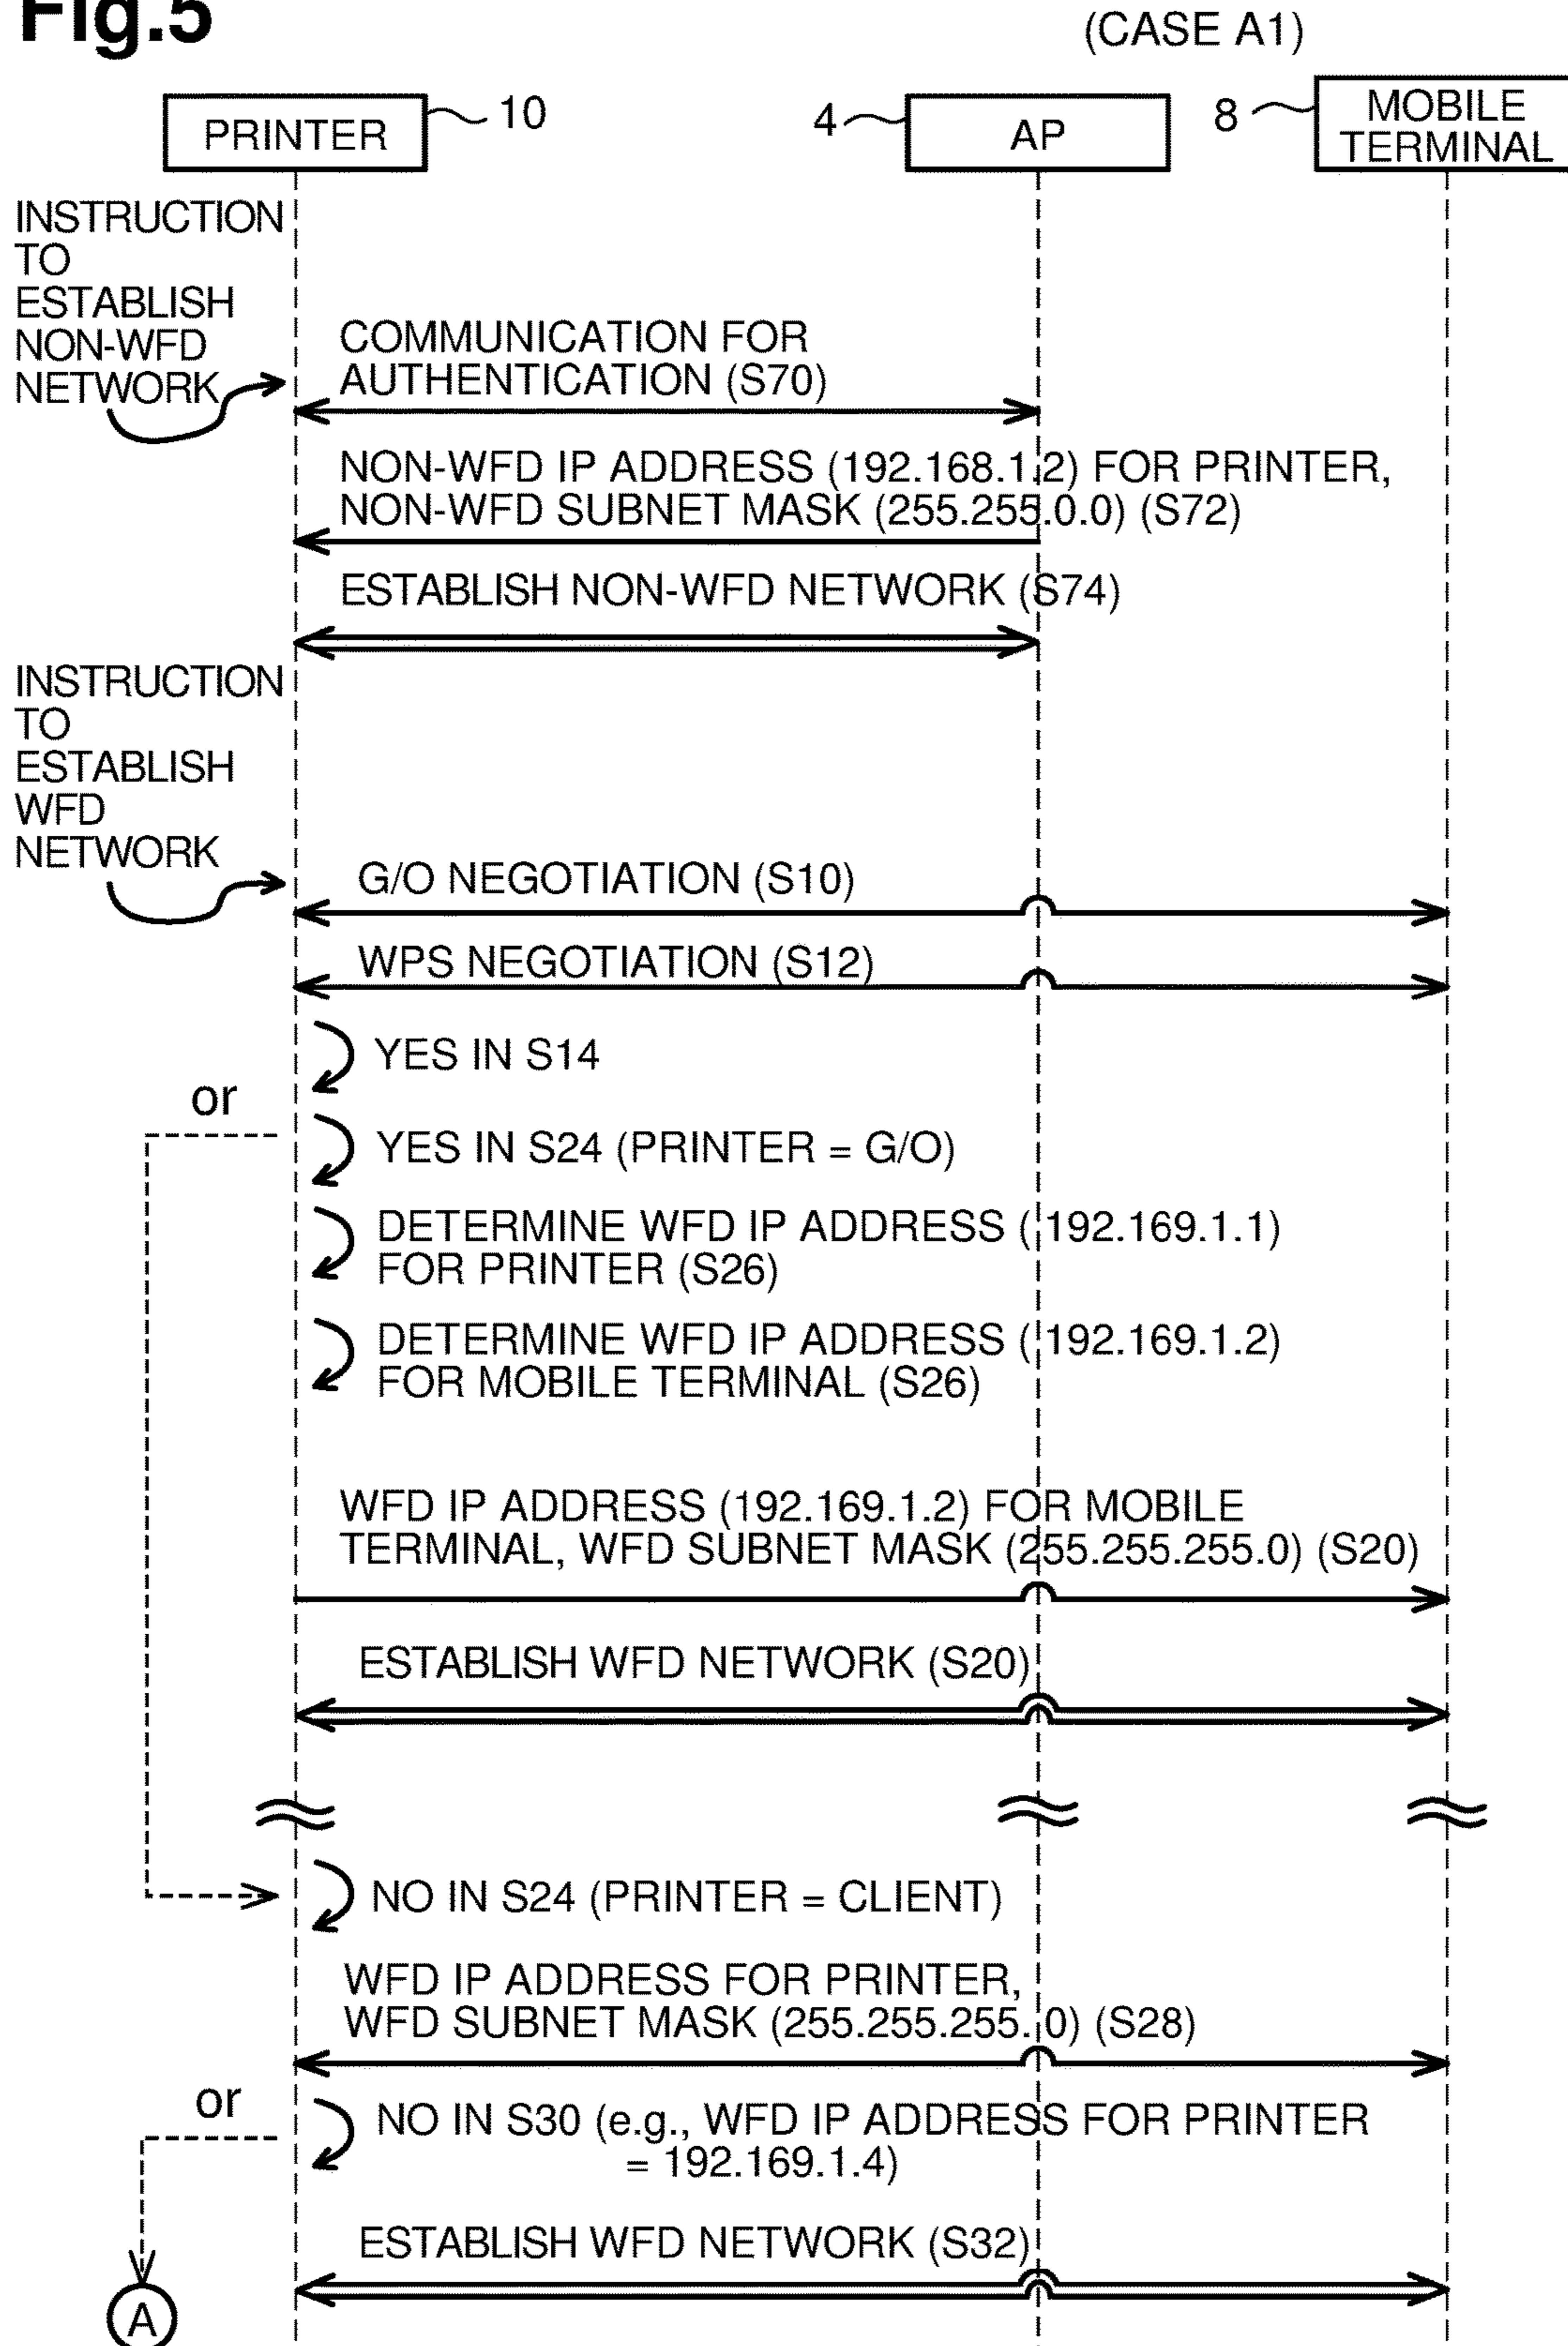 Fig.5
(CASE A1)
PRINTER
10
4
AP
8
MOBILE
TERMINAL
INSTRUCTION
TO
ESTABLISH
NON-WFD
NETWORK
COMMUNICATION FOR
AUTHENTICATION (S70)
NON-WFD IP ADDRESS (192.168.1.2) FOR PRINTER,
NON-WFD SUBNET MASK (255.255.0.0) (S72)
ESTABLISH NON-WFD NETWORK (S74)
INSTRUCTION
TO
ESTABLISH
WFD
NETWORK
G/O NEGOTIATION (S10)
WPS NEGOTIATION (S12)
YES IN S14
or
YES IN S24 (PRINTER = G/O)
DETERMINE WFD IP ADDRESS ( 192.169.1.1)
FOR PRINTER (S26)
DETERMINE WFD IP ADDRESS ( 192.169.1.2)
FOR MOBILE TERMINAL (S26)
WFD IP ADDRESS (192.169.1.2) FOR MOBILE
TERMINAL, WFD SUBNET MASK (255.255.255.0) (S20)
ESTABLISH WFD NETWORK (S20)
NO IN S24 (PRINTER = CLIENT)
WFD IP ADDRESS FOR PRINTER,
WFD SUBNET MASK (255.255.255. 0) (S28)
or
NO IN S30 (e.g., WFD IP ADDRESS FOR PRINTER
= 192.169.1.4)
ESTABLISH WFD NETWORK (S32)
A